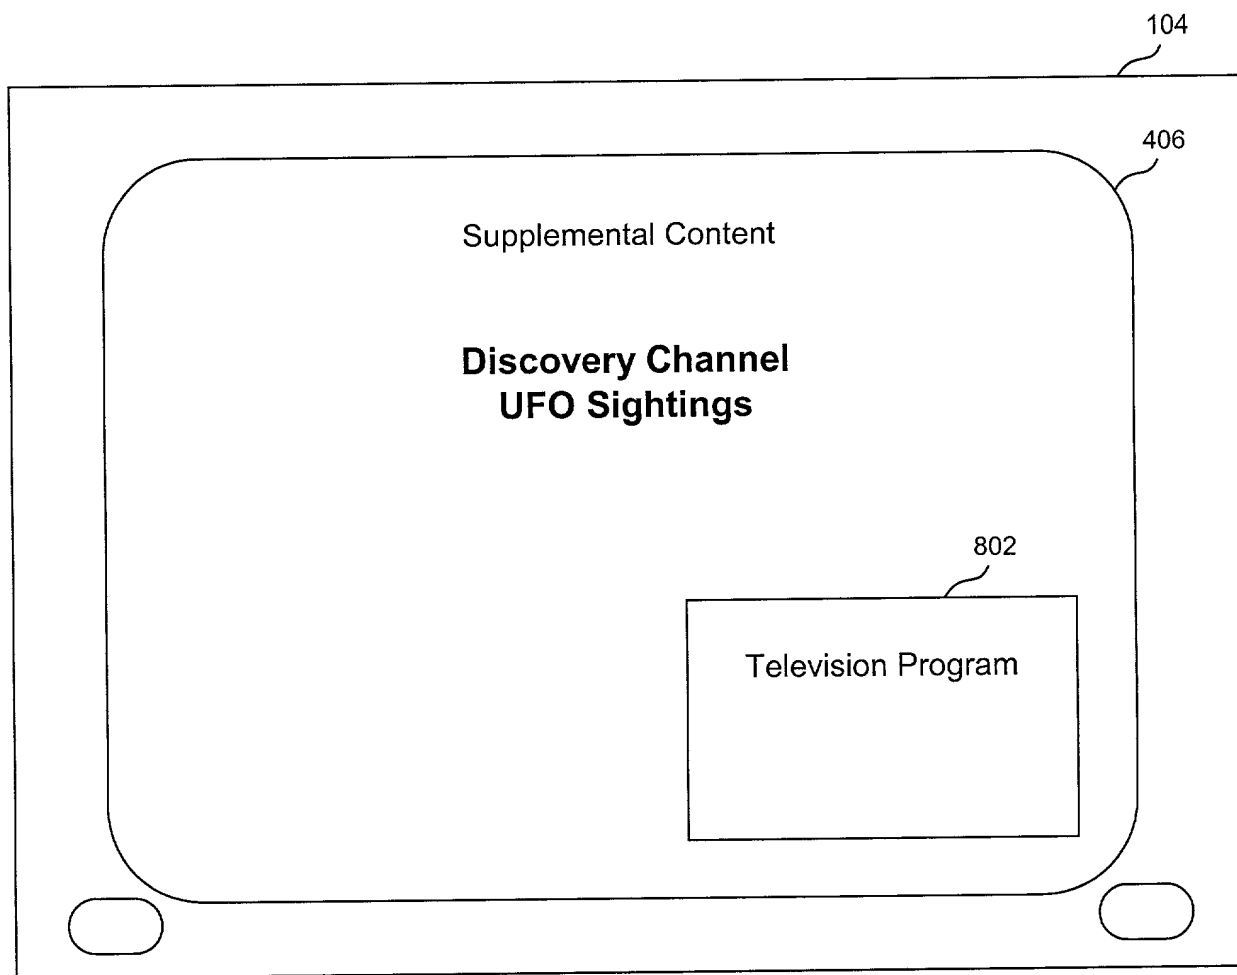 104
406
Supplemental Content
Discovery Channel
UFO Sightings
802
Television Program